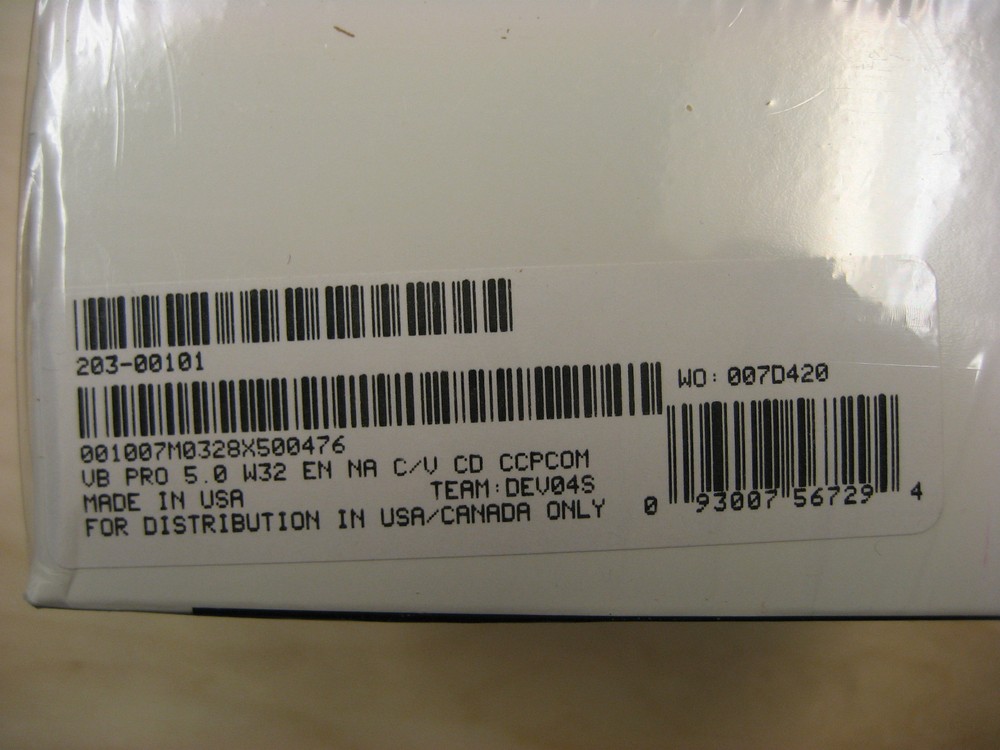 203-00101
WO: 007D420
001007M0328X500476
VB PRO 5.0 W32 EN NA C/V CD CCPCOM
MADE IN USA TEAM:DEV04S
FOR DISTRIBUTION IN USA/CANADA ONLY
0 93007 56729 4